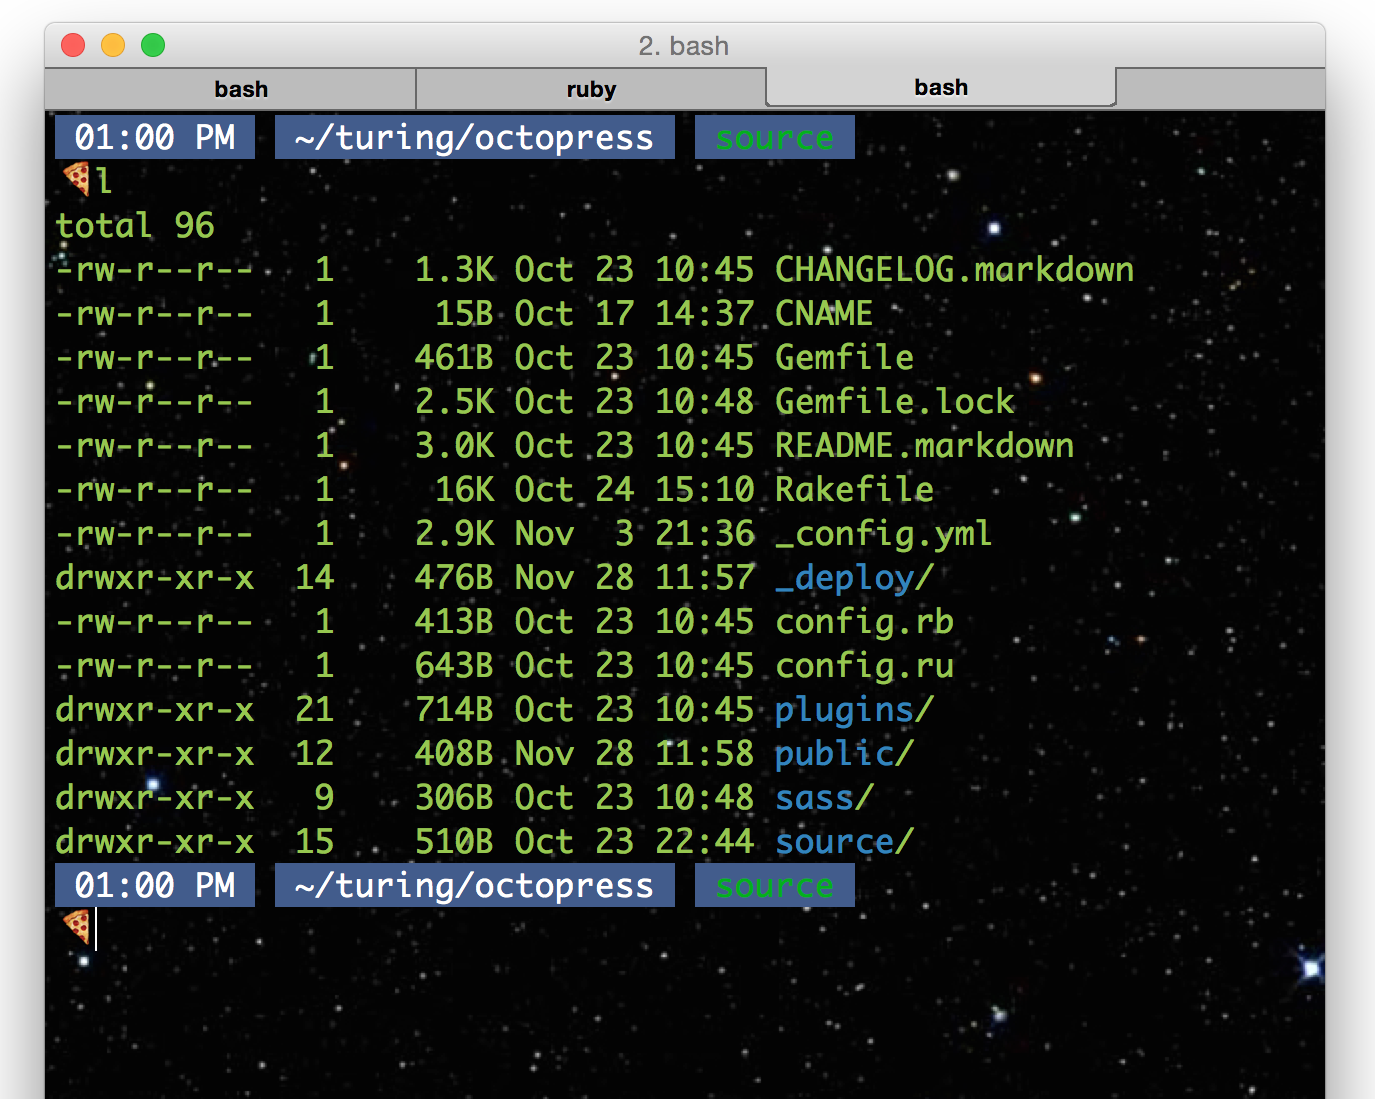 2. bash
bash ruby bash
01:00 PM ~/turing/octopress source
🍕l
total 96
-rw-r--r-- 1 1.3K Oct 23 10:45 CHANGELOG.markdown
-rw-r--r-- 1 15B Oct 17 14:37 CNAME
-rw-r--r-- 1 461B Oct 23 10:45 Gemfile
-rw-r--r-- 1 2.5K Oct 23 10:48 Gemfile.lock
-rw-r--r-- 1 3.0K Oct 23 10:45 README.markdown
-rw-r--r-- 1 16K Oct 24 15:10 Rakefile
-rw-r--r-- 1 2.9K Nov 3 21:36 _config.yml
drwxr-xr-x 14 476B Nov 28 11:57 _deploy/
-rw-r--r-- 1 413B Oct 23 10:45 config.rb
-rw-r--r-- 1 643B Oct 23 10:45 config.ru
drwxr-xr-x 21 714B Oct 23 10:45 plugins/
drwxr-xr-x 12 408B Nov 28 11:58 public/
drwxr-xr-x 9 306B Oct 23 10:48 sass/
drwxr-xr-x 15 510B Oct 23 22:44 source/
01:00 PM ~/turing/octopress source
🍕